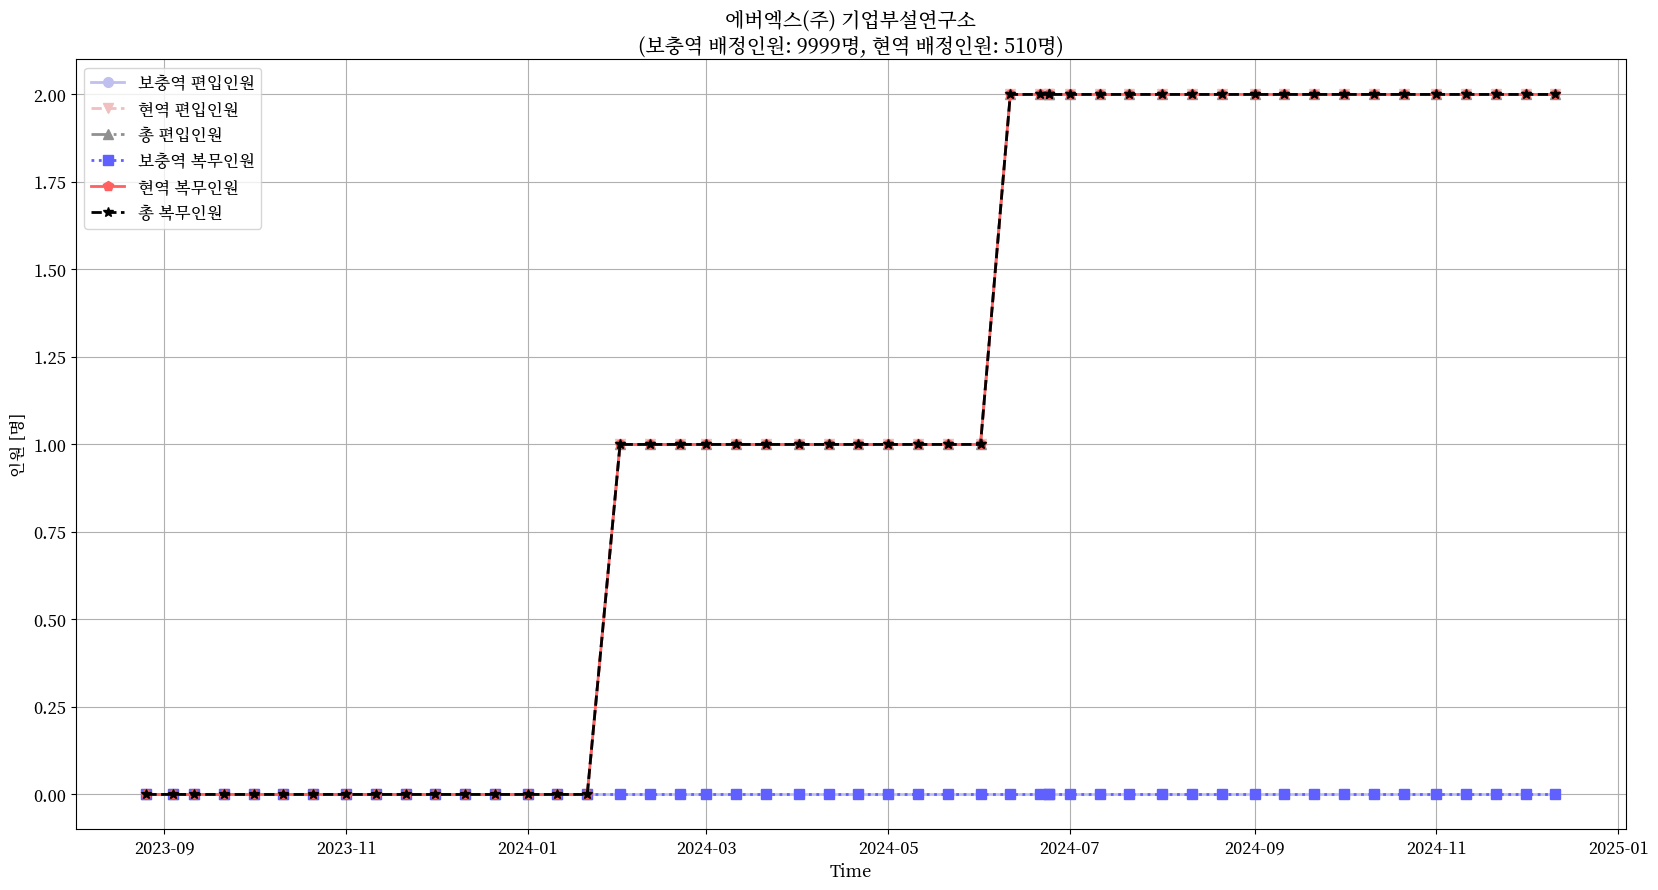 에버엑스(주) 기업부설연구소
(보충역 배정인원: 9999명, 현역 배정인원: 510명)
보충역 편입인원
현역 편입인원
총 편입인원
보충역 복무인원
현역 복무인원
총 복무인원
2.00
1.75
1.50
1.25
1.00
0.75
0.50
0.25
0.00
인원 [명]
2023-09 2023-11 2024-01 2024-03 2024-05 2024-07 2024-09 2024-11 2025-01
Time